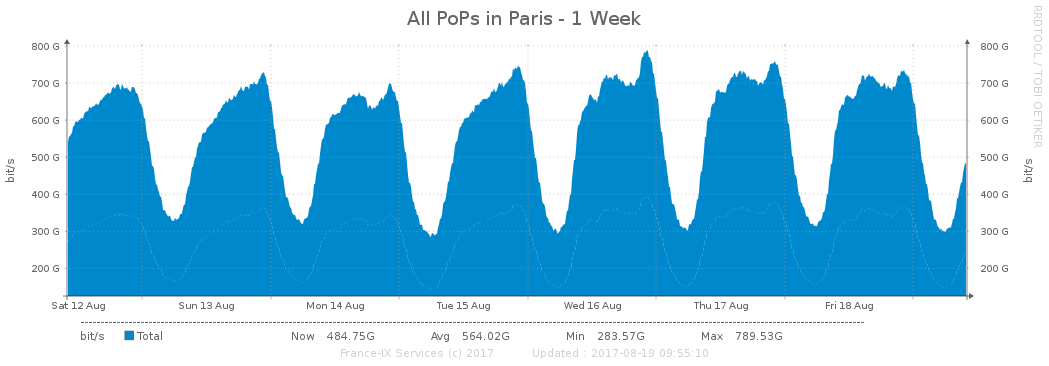 All PoPs in Paris - 1 Week
RRDTOOL / TOBI OETIKER
bit/s
800 G
700 G
600 G
500 G
400 G
300 G
200 G
800 G
700 G
600 G
500 G
400 G
300 G
200 G
bit/s
Sat 12 Aug Sun 13 Aug Mon 14 Aug Tue 15 Aug Wed 16 Aug Thu 17 Aug Fri 18 Aug
bit/s Total Now 484.75G Avg 564.02G Min 283.57G Max 789.53G
France-IX Services (c) 2017 Updated : 2017-08-19 09:55:10